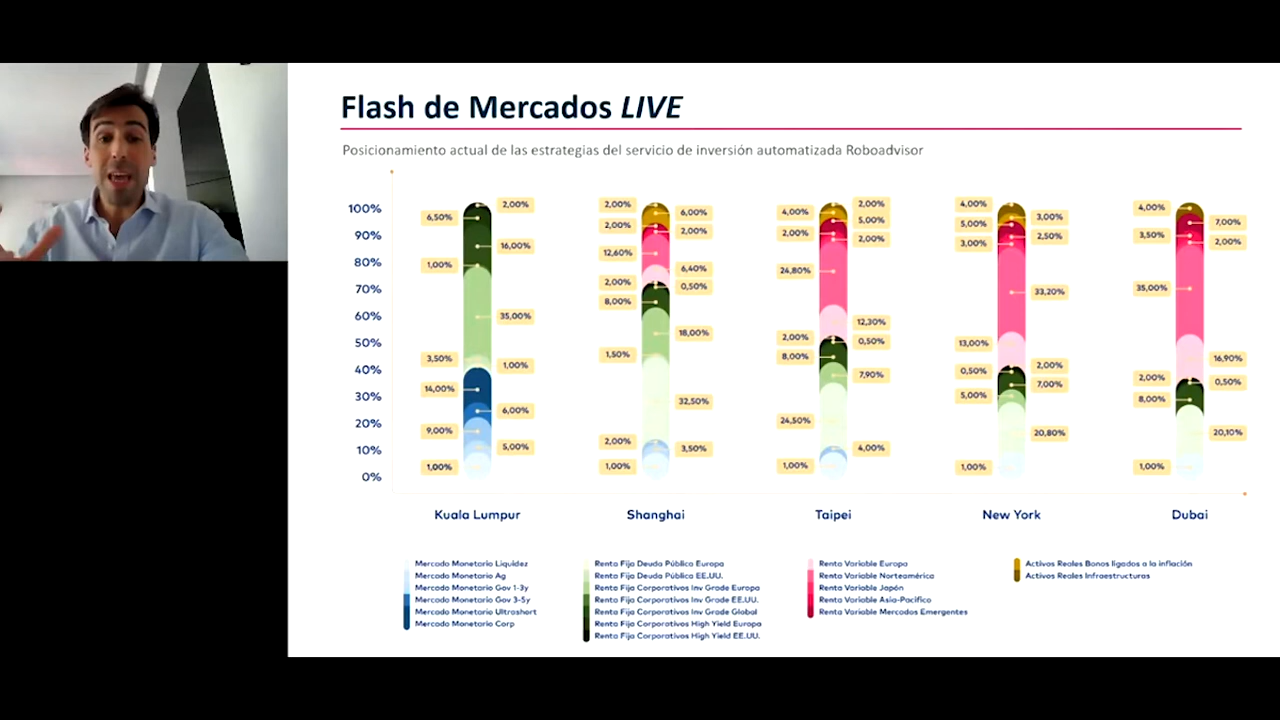 Flash de Mercados LIVE
Posicionamiento actual de las estrategias del servicio de inversión automatizada Roboadvisor
100%
90%
80%
70%
60%
50%
40%
30%
20%
10%
0%
2,00%
6,50%
16,00%
1,00%
35,00%
3,50%
1,00%
14,00%
6,00%
9,00%
5,00%
1,00%
2,00%
6,00%
2,00%
2,00%
12,60%
6,40%
2,00%
0,50%
8,00%
18,00%
1,50%
32,50%
2,00%
3,50%
1,00%
2,00%
4,00%
5,00%
2,00%
2,00%
24,80%
12,30%
2,00%
0,50%
8,00%
7,90%
24,50%
4,00%
1,00%
4,00%
3,00%
5,00%
2,50%
3,00%
33,20%
13,00%
2,00%
0,50%
7,00%
5,00%
20,80%
1,00%
4,00%
7,00%
3,50%
2,00%
35,00%
16,90%
2,00%
0,50%
8,00%
20,10%
1,00%
Kuala Lumpur
Shanghai
Taipei
New York
Dubai
Mercado Monetario Liquidez
Mercado Monetario Ag
Mercado Monetario Gov 1-3y
Mercado Monetario Gov 3-5y
Mercado Monetario Ultrashort
Mercado Monetario Corp
Renta Fija Deuda Pública Europa
Renta Fija Deuda Pública EE.UU.
Renta Fija Corporativos Inv Grade Europa
Renta Fija Corporativos Inv Grade EE.UU.
Renta Fija Corporativos Inv Grade Global
Renta Fija Corporativos High Yield Europa
Renta Fija Corporativos High Yield EE.UU.
Renta Variable Europa
Renta Variable Norteamérica
Renta Variable Japón
Renta Variable Asia-Pacífico
Renta Variable Mercados Emergentes
Activos Reales Bonos ligados a la inflación
Activos Reales Infraestructuras